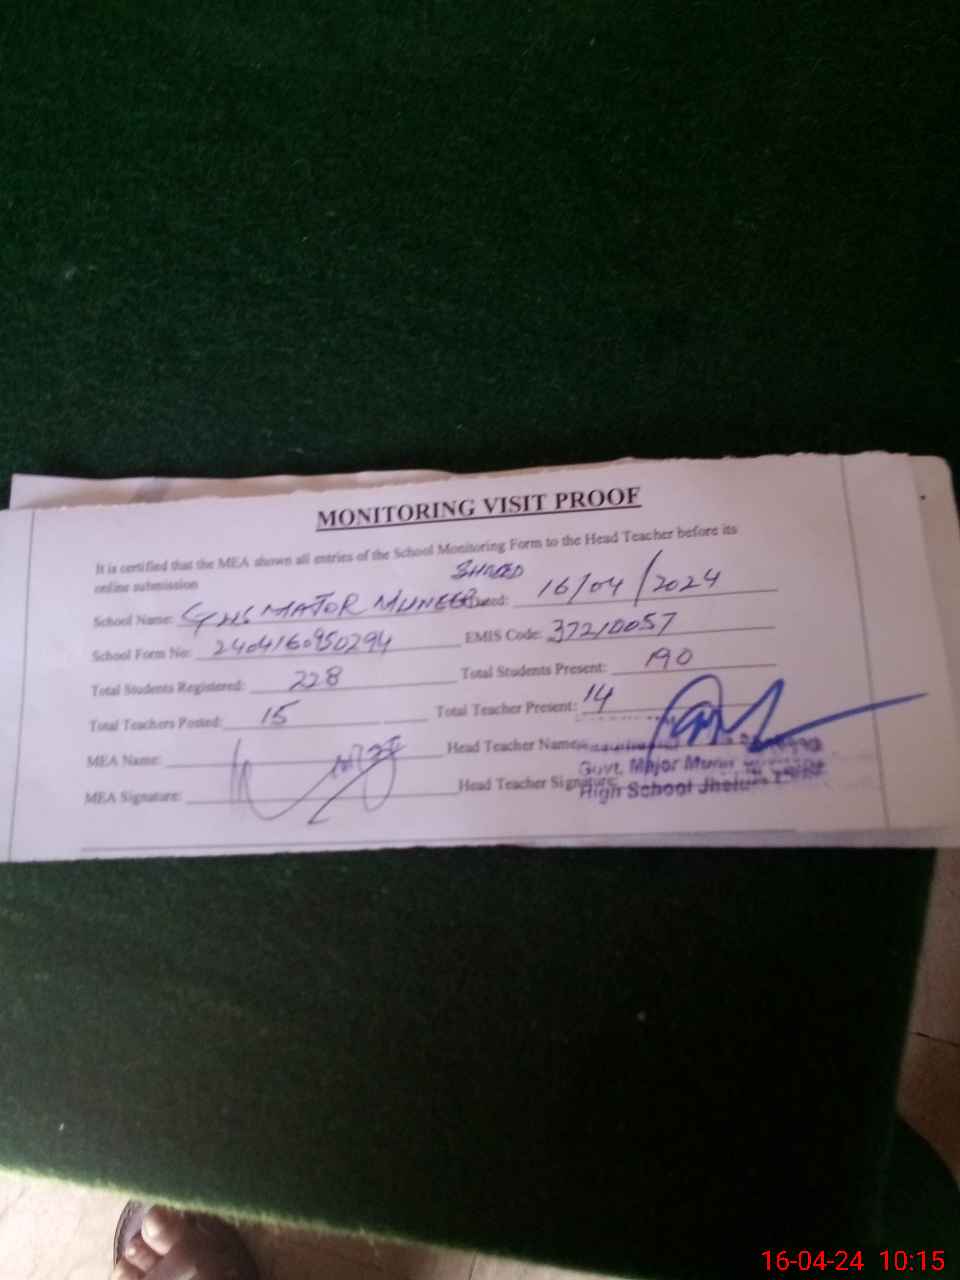 MONITORING VISIT PROOF
It is certified that the MEA shown all entries of the School Monitoring Form to the Head Teacher before its
online submission
SHAEED
School Name: GHS MAJOR MUNEER Dated: 16/04/2024
School Form No: 240416950294 EMIS Code: 37210057
Total Students Registered: 228 Total Students Present: 190
Total Teachers Posted: 15 Total Teacher Present: 14
MEA Name: Head Teacher Name:
Govt. Major
MEA Signature: Head Teacher Signature:
High School Jhelum
16-04-24 10:15